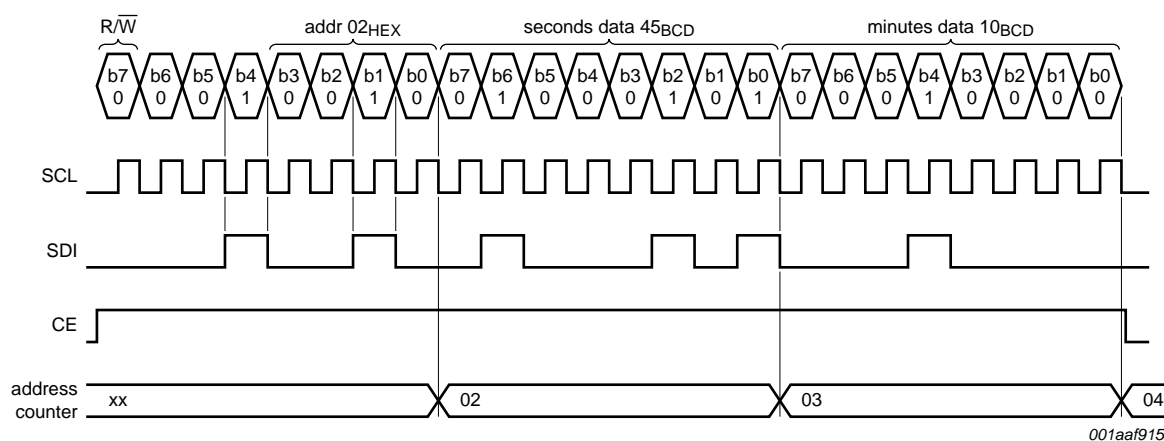 R/W addr 02HEX seconds data 45BCD minutes data 10BCD
b7 b6 b5 b4 b3 b2 b1 b0 b7 b6 b5 b4 b3 b2 b1 b0 b7 b6 b5 b4 b3 b2 b1 b0
0 0 0 1 0 0 1 0 0 1 0 0 0 1 0 1 0 0 0 1 0 0 0 0
SCL
SDI
CE
address
counter
xx 02 03 04
001aaf915